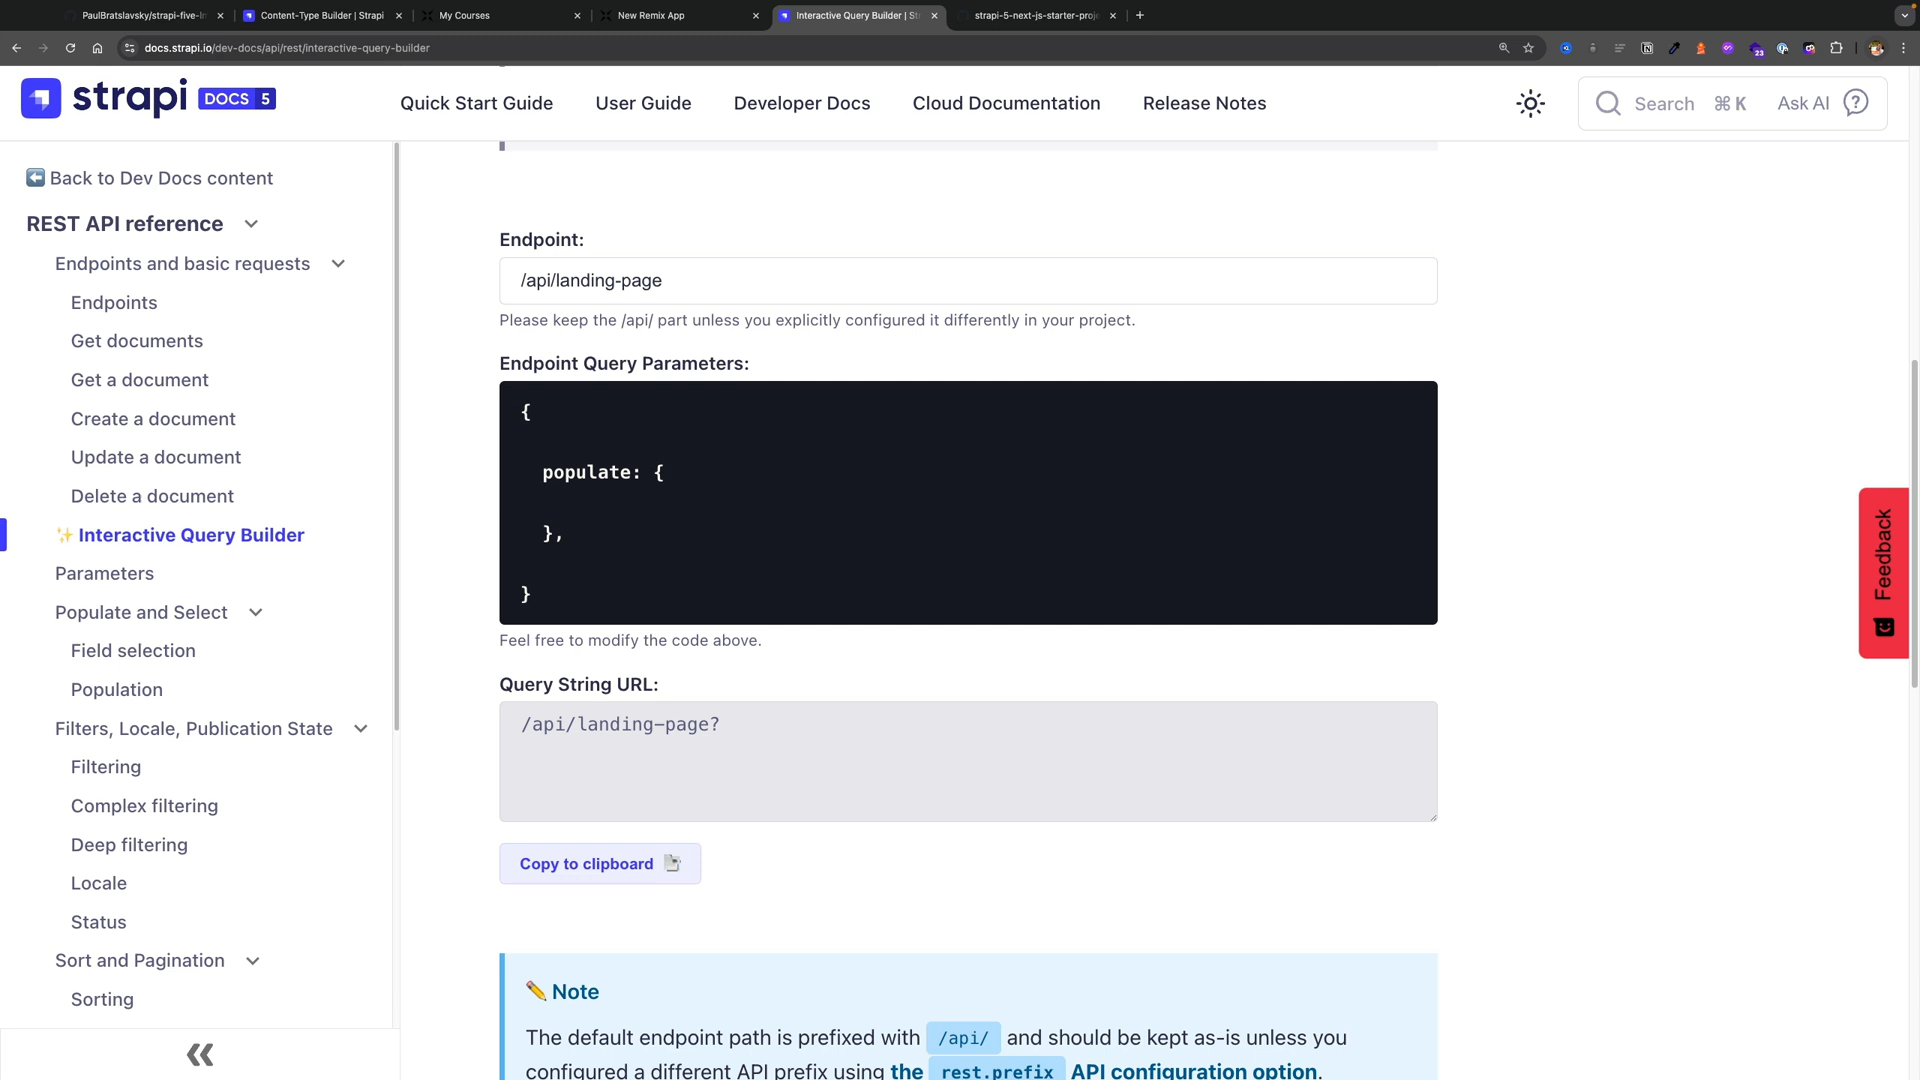 PaulBratslavsky/strapi-five-
Content-Type Builder | Strapi
My Courses
New Remix App
Interactive Query Builder | St
strapi-5-next-js-starter-proj
docs.strapi.io/dev-docs/api/rest/interactive-query-builder
23
strapi DOCS 5
Quick Start Guide
User Guide
Developer Docs
Cloud Documentation
Release Notes
Search ⌘ K
Ask AI
Back to Dev Docs content
REST API reference
Endpoints and basic requests
Endpoints
Get documents
Get a document
Create a document
Update a document
Delete a document
✨ Interactive Query Builder
Parameters
Populate and Select
Field selection
Population
Filters, Locale, Publication State
Filtering
Complex filtering
Deep filtering
Locale
Status
Sort and Pagination
Sorting
Endpoint:
/api/landing-page
Please keep the /api/ part unless you explicitly configured it differently in your project.
Endpoint Query Parameters:
{
populate: {
},
}
Feel free to modify the code above.
Query String URL:
/api/landing-page?
Copy to clipboard
✏️ Note
The default endpoint path is prefixed with /api/ and should be kept as-is unless you
configured a different API prefix using the rest.prefix API configuration option.
Feedback